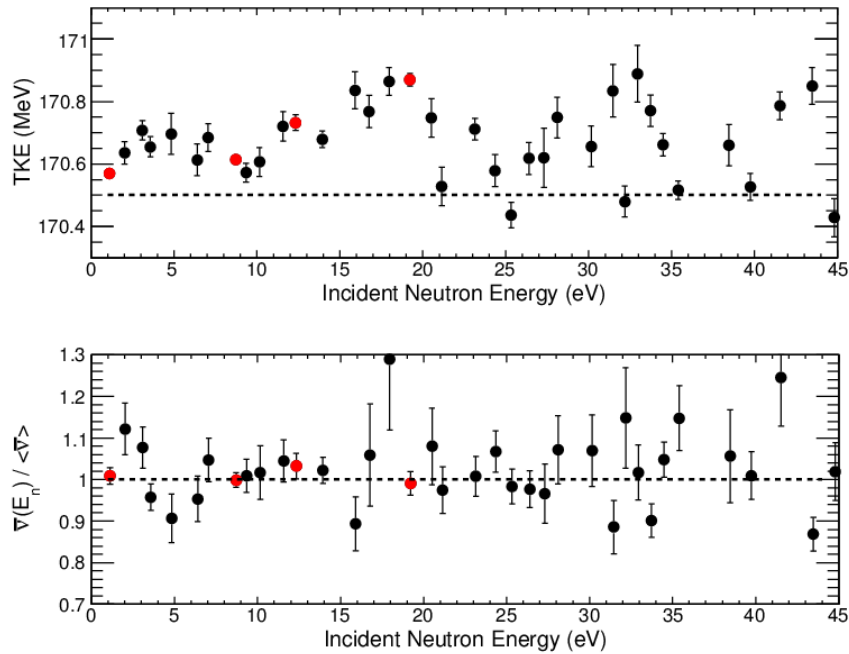 171
170.8
170.6
170.4
TKE (MeV)
0 5 10 15 20 25 30 35 40 45
Incident Neutron Energy (eV)
1.3
1.2
1.1
1
0.9
0.8
0.7
ν̅(Eₙ) / <ν̅>
5 10 15 20 25 30 35 40 45
Incident Neutron Energy (eV)